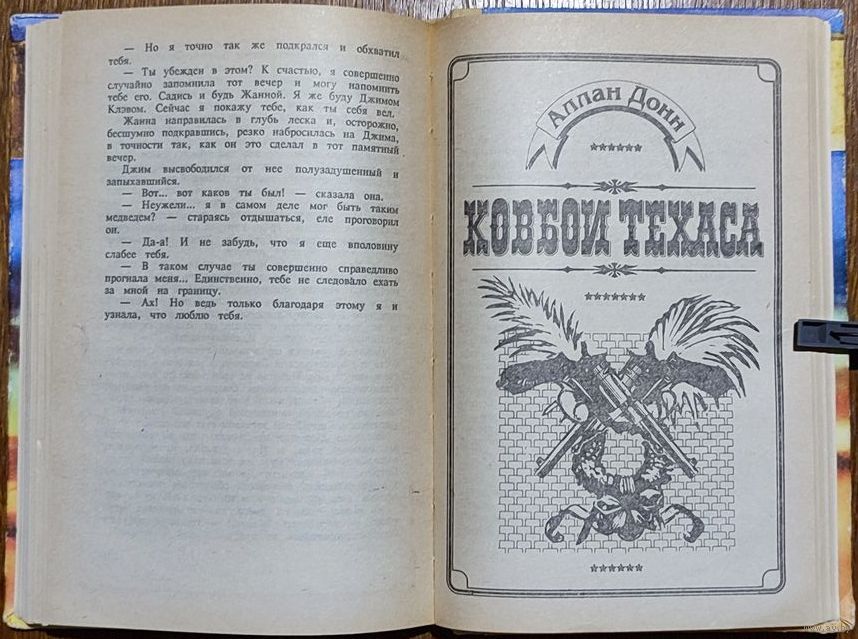 — Но я точно так же подкрался и обхватил
тебя.
— Ты убежден в этом? К счастью, я совершенно
случайно запомнила тот вечер и могу напомнить
тебе его. Садись и будь Жанной. Я же буду Джимом
Клэвом. Сейчас я покажу тебе, как ты себя вел.
Жанна направилась в глубь леска и, осторожно,
бесшумно подкравшись, резко набросилась на Джима,
в точности так, как он это сделал в тот памятный
вечер.
Джим высвободился от нее полузадушенный и
запыхавшийся.
— Вот... вот каков ты был! — сказала она.
— Неужели... я в самом деле мог быть таким
медведем? — стараясь отдышаться, еле проговорил
он.
— Да-а! И не забудь, что я еще вполовину
слабее тебя.
— В таком случае ты совершенно справедливо
прогнала меня... Единственно, тебе не следовало ехать
за мной на границу.
— Ах! Но ведь только благодаря этому я и
узнала, что люблю тебя.
Аллан Донн
КОВБОИ ТЕХАСА